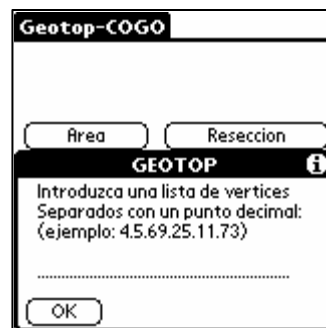 Geotop-COGO
Area Reseccion
GEOTOP i
Introduzca una lista de vertices
Separados con un punto decimal:
(ejemplo: 4.5.69.25.11.73)
OK